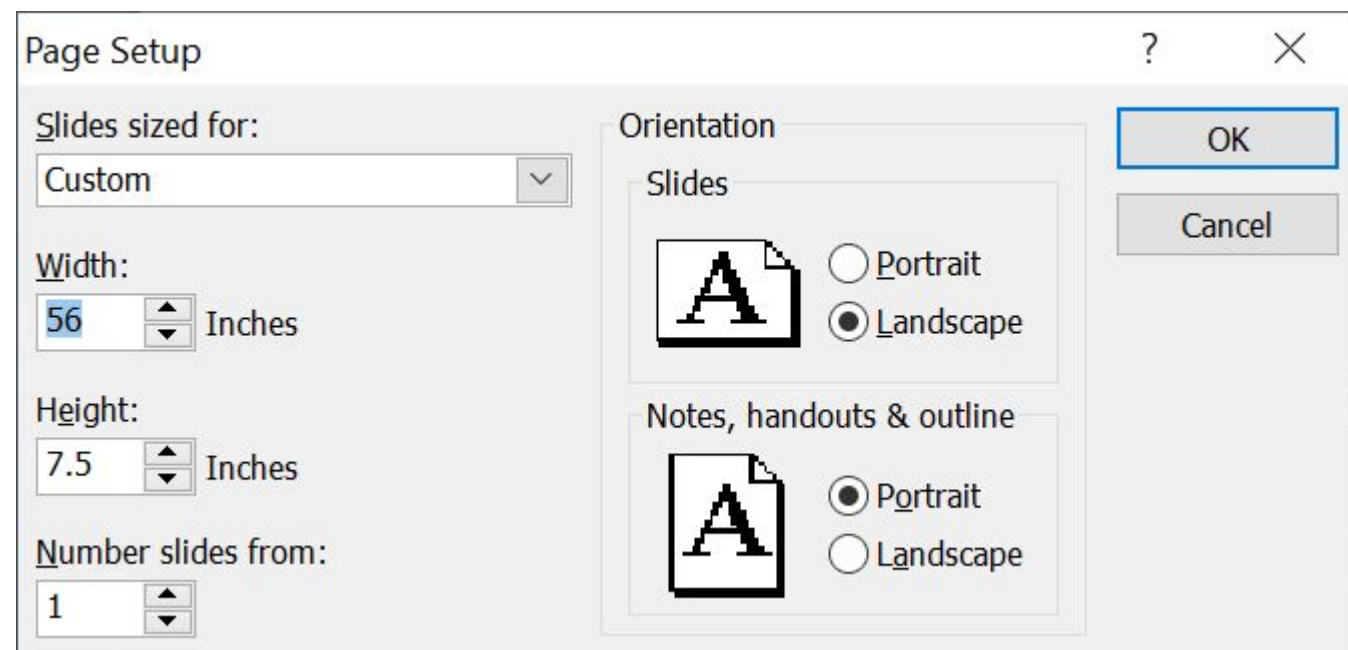 Page Setup ? ×
Slides sized for:
Custom
Width:
56 Inches
Height:
7.5 Inches
Number slides from:
1
Orientation
Slides
A
Portrait
Landscape
Notes, handouts & outline
A
Portrait
Landscape
OK
Cancel